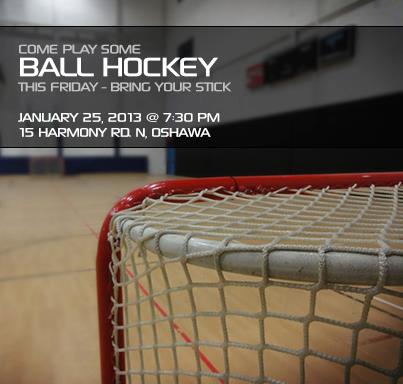 COME PLAY SOME
BALL HOCKEY
THIS FRIDAY - BRING YOUR STICK
JANUARY 25, 2013 @ 7:30 PM
15 HARMONY RD. N, OSHAWA